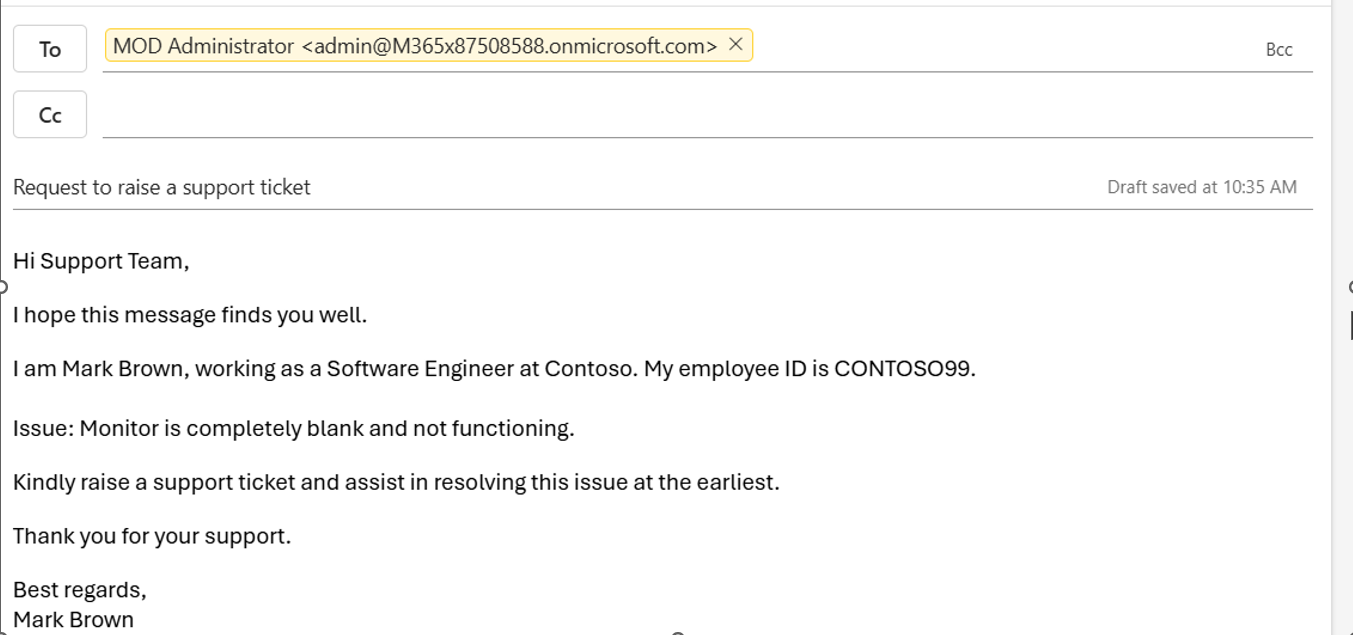 To
MOD Administrator <admin@M365x87508588.onmicrosoft.com>
Bcc
Cc
Request to raise a support ticket
Draft saved at 10:35 AM
Hi Support Team,
I hope this message finds you well.
I am Mark Brown, working as a Software Engineer at Contoso. My employee ID is CONTOSO99.
Issue: Monitor is completely blank and not functioning.
Kindly raise a support ticket and assist in resolving this issue at the earliest.
Thank you for your support.
Best regards,
Mark Brown